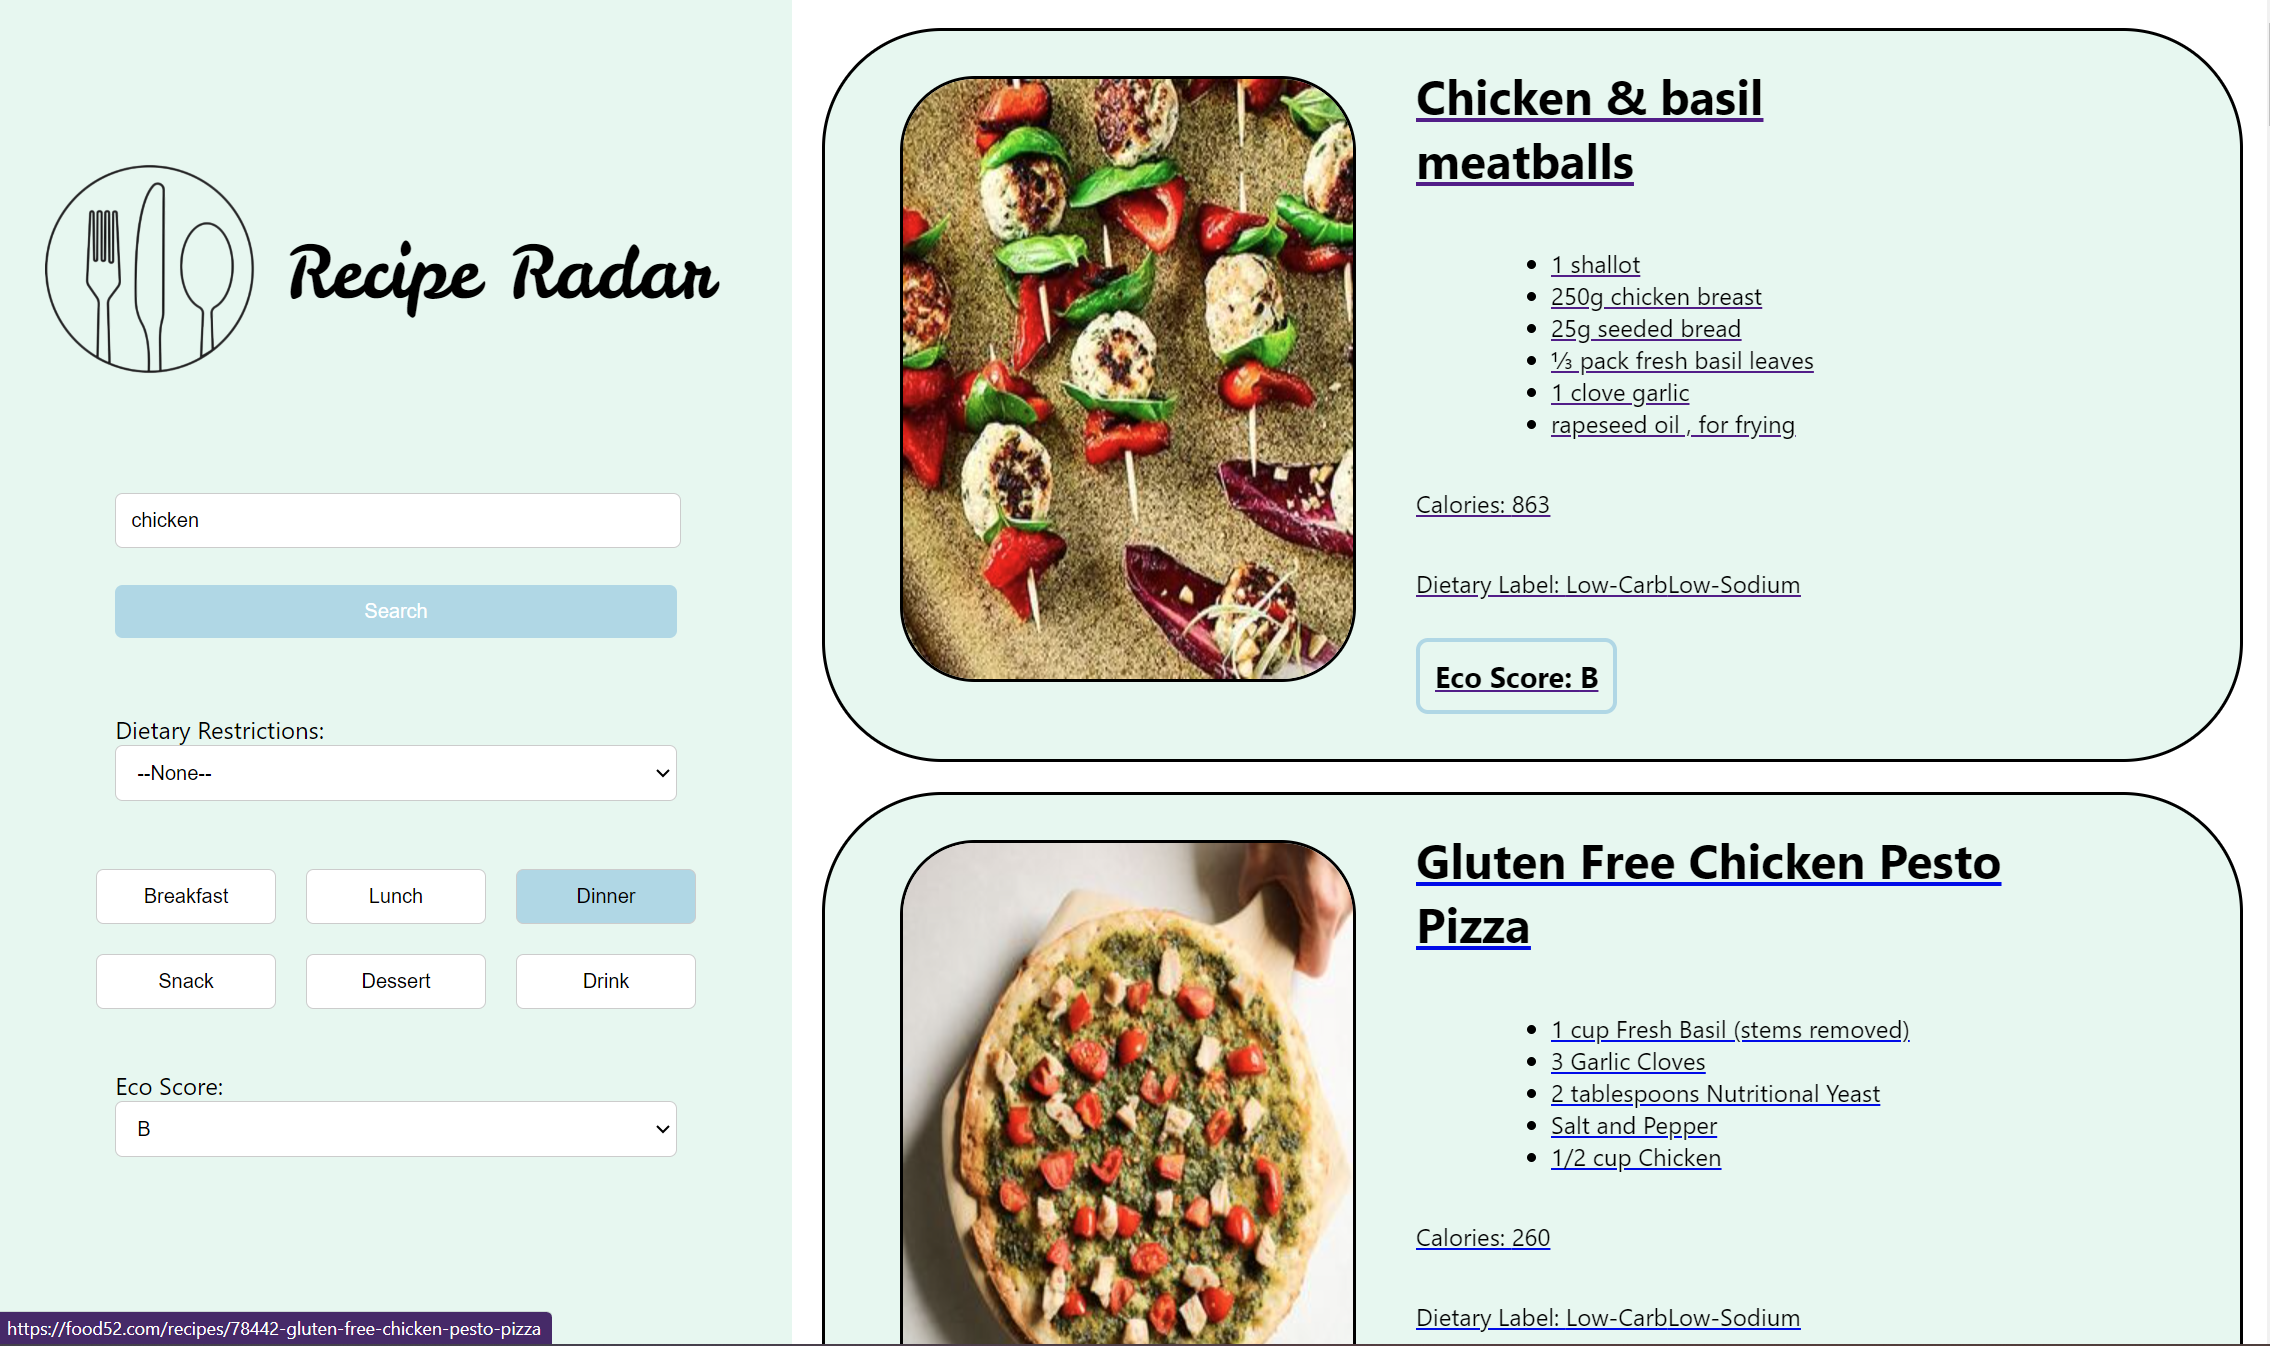 Recipe Radar
chicken
Search
Dietary Restrictions:
--None--
Breakfast
Lunch
Dinner
Snack
Dessert
Drink
Eco Score:
B
https://food52.com/recipes/78442-gluten-free-chicken-pesto-pizza
Chicken & basil
meatballs
1 shallot
250g chicken breast
25g seeded bread
⅓ pack fresh basil leaves
1 clove garlic
rapeseed oil , for frying
Calories: 863
Dietary Label: Low-CarbLow-Sodium
Eco Score: B
Gluten Free Chicken Pesto
Pizza
1 cup Fresh Basil (stems removed)
3 Garlic Cloves
2 tablespoons Nutritional Yeast
Salt and Pepper
1/2 cup Chicken
Calories: 260
Dietary Label: Low-CarbLow-Sodium